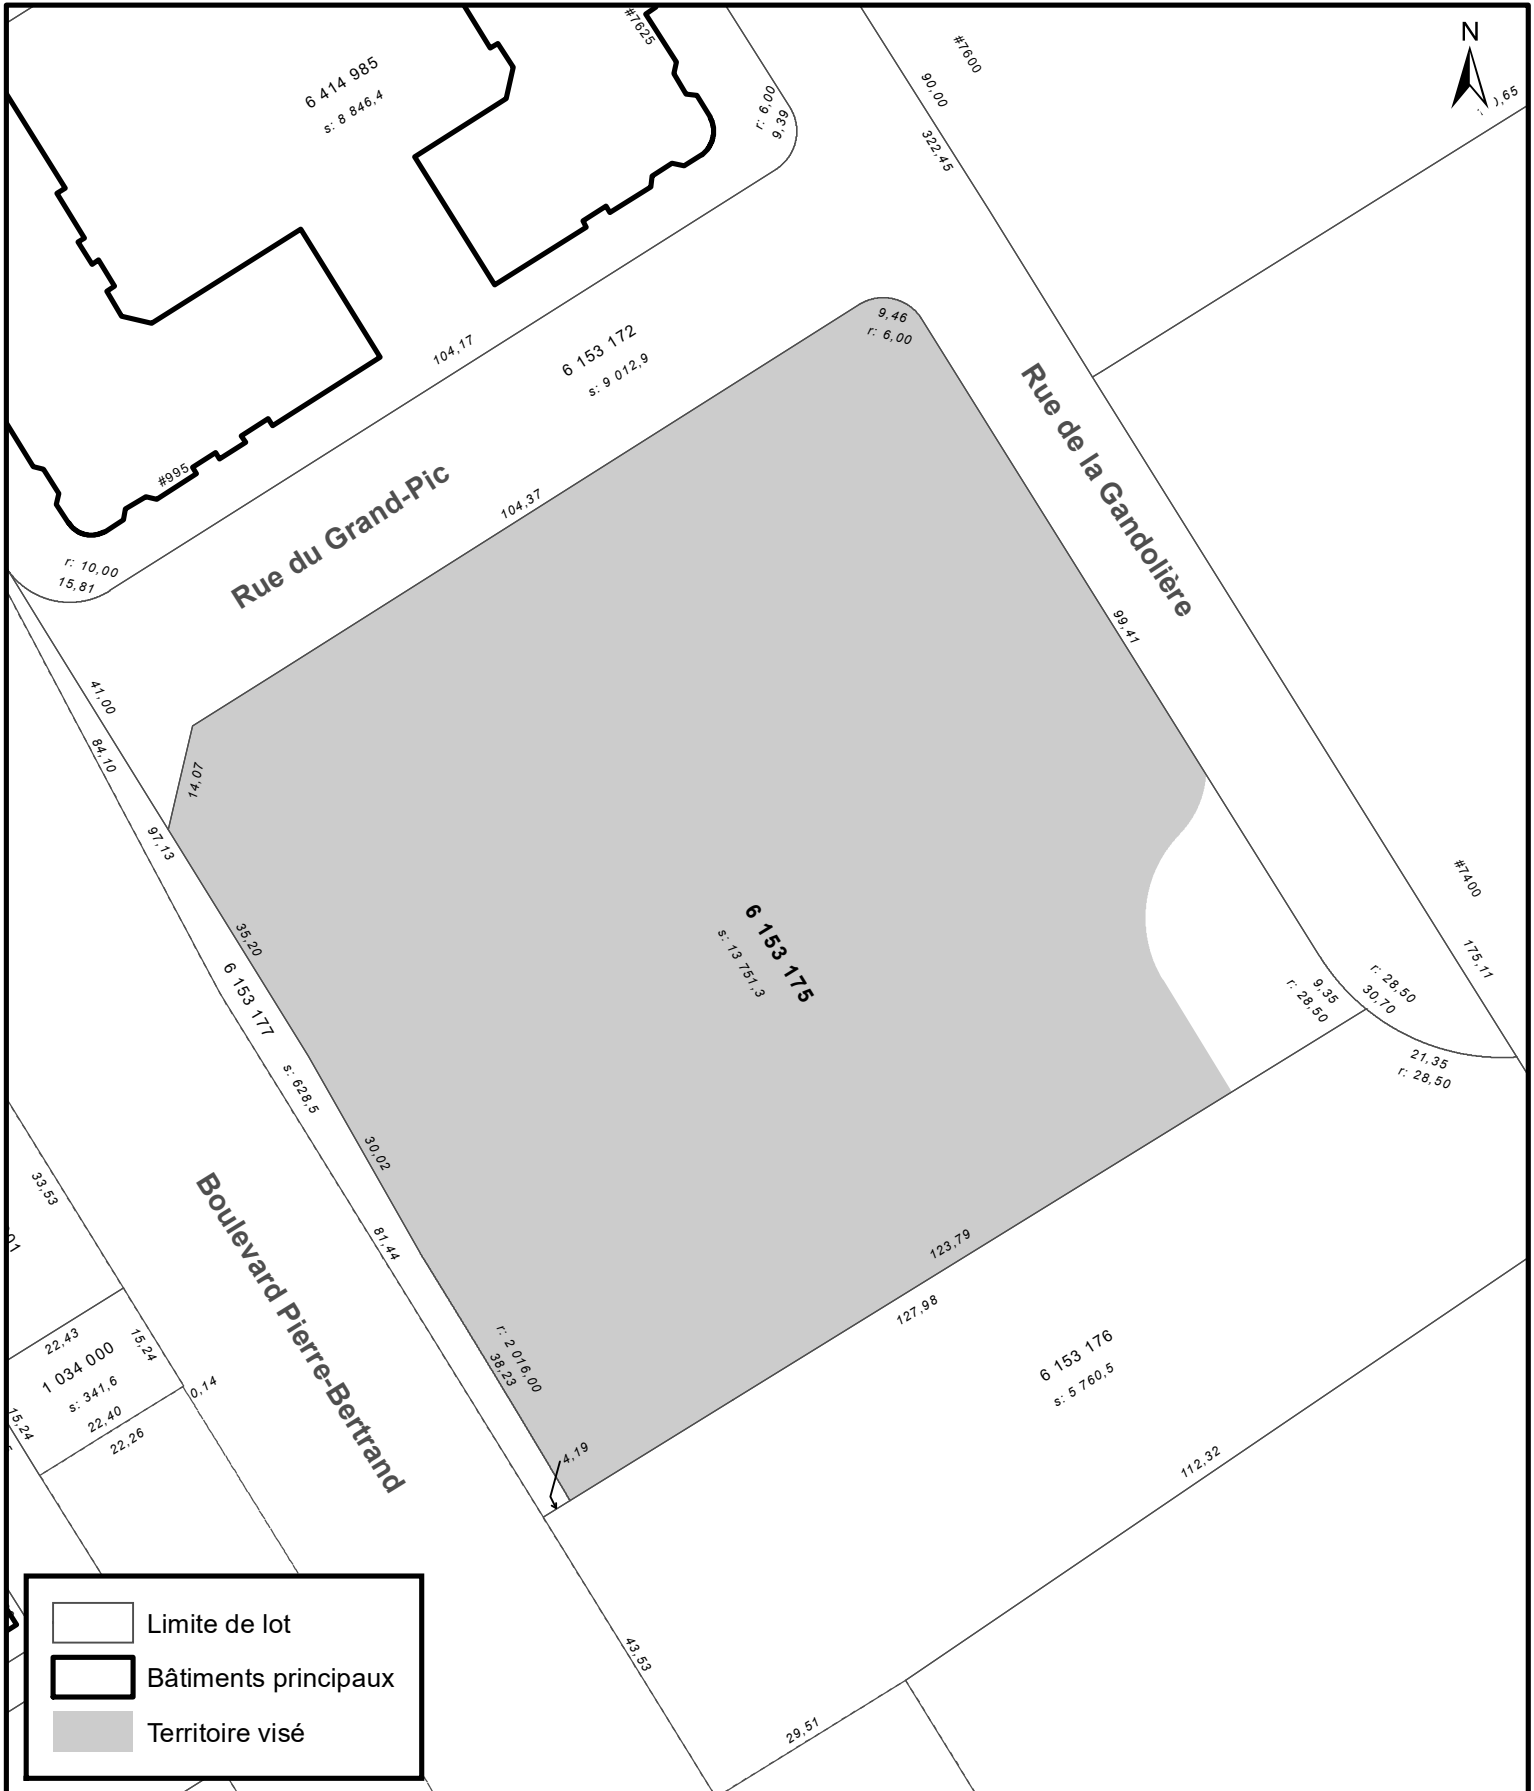 #7625
N
#7600
6 414 985
s: 8 846,4
90,00
r: 6,00
9,39
322,45
9,46
r: 6,00
104,17
6 153 172
s: 9 012,9
Rue de la Gandolière
#995
Rue du Grand-Pic
104,37
r: 10,00
15,81
99,41
41,00
84,10
14,07
97,13
#7400
35,20
6 153 175
s: 13 751,3
175,11
6 153 177
s: 628,5
r: 28,50
30,70
9,35
r: 28,50
21,35
r: 28,50
30,02
33,53
Boulevard Pierre-Bertrand
81,44
123,79
127,98
22,43
15,24
1 034 000
s: 341,6
0,14
22,40
22,26
15,24
r: 2 016,00
38,23
6 153 176
s: 5 760,5
4,19
112,32
43,53
29,51
Limite de lot
Bâtiments principaux
Territoire visé